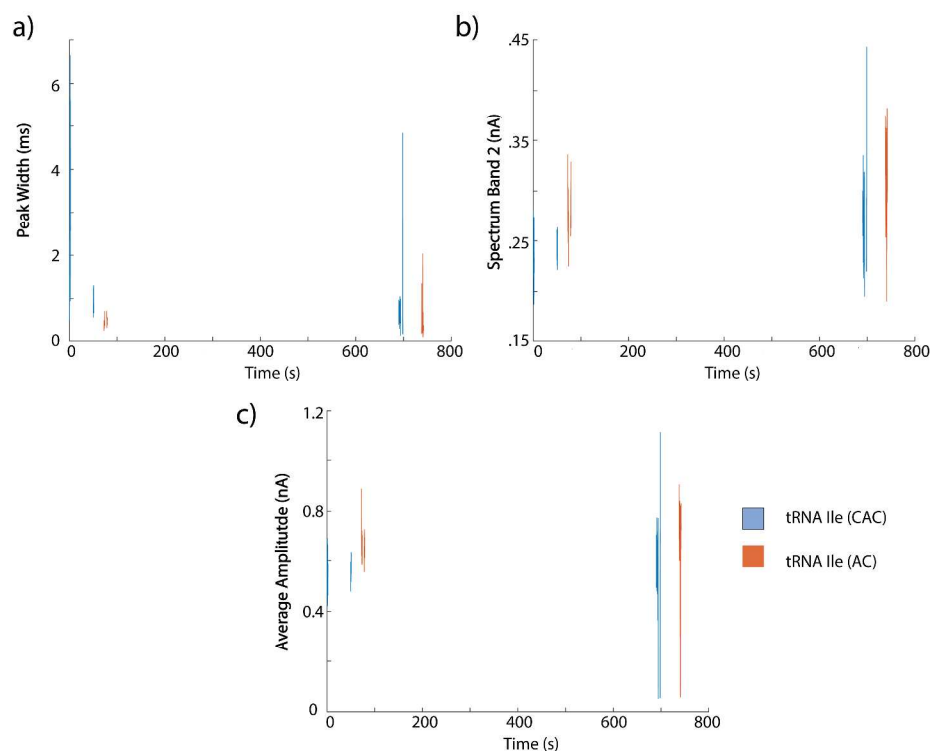 a)
Peak Width (ms)
6
4
2
0
0 200 400 600 800
Time (s)
b)
Spectrum Band 2 (nA)
.45
.35
.25
.15
0 200 400 600 800
Time (s)
c)
Average Amplitutde (nA)
1.2
0.8
0.4
0
0 200 400 600 800
Time (s)
tRNA Ile (CAC)
tRNA Ile (AC)